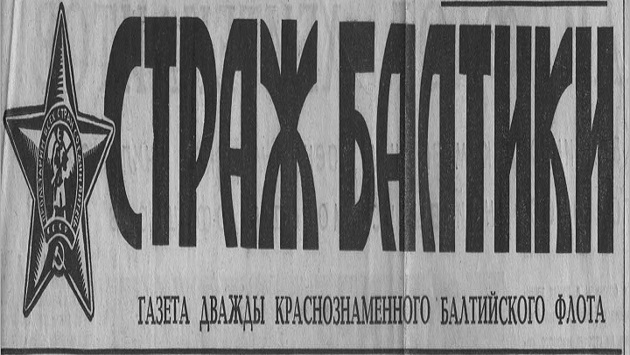 СТРАЖ БАЛТИКИ
ГАЗЕТА ДВАЖДЫ КРАСНОЗНАМЕННОГО БАЛТИЙСКОГО ФЛОТА